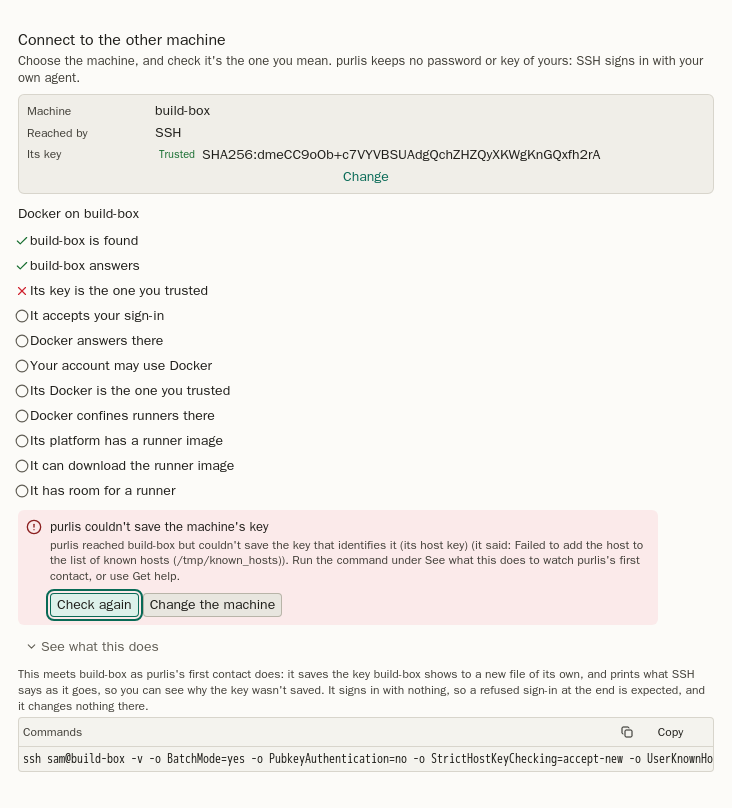 Connect to the other machine
Choose the machine, and check it's the one you mean. purlis keeps no password or key of yours: SSH signs in with your
own agent.
Machine build-box
Reached by SSH
Its key Trusted SHA256:dmeCC9oOb+c7VYVBSUAdgQchZHZQyXKWgKnGQxfh2rA
Change
Docker on build-box
build-box is found
build-box answers
Its key is the one you trusted
It accepts your sign-in
Docker answers there
Your account may use Docker
Its Docker is the one you trusted
Docker confines runners there
Its platform has a runner image
It can download the runner image
It has room for a runner
purlis couldn't save the machine's key
purlis reached build-box but couldn't save the key that identifies it (its host key) (it said: Failed to add the host to
the list of known hosts (/tmp/known_hosts)). Run the command under See what this does to watch purlis's first
contact, or use Get help.
Check again Change the machine
See what this does
This meets build-box as purlis's first contact does: it saves the key build-box shows to a new file of its own, and prints what SSH
says as it goes, so you can see why the key wasn't saved. It signs in with nothing, so a refused sign-in at the end is expected, and
it changes nothing there.
Commands Copy
ssh sam@build-box -v -o BatchMode=yes -o PubkeyAuthentication=no -o StrictHostKeyChecking=accept-new -o UserKnownHo